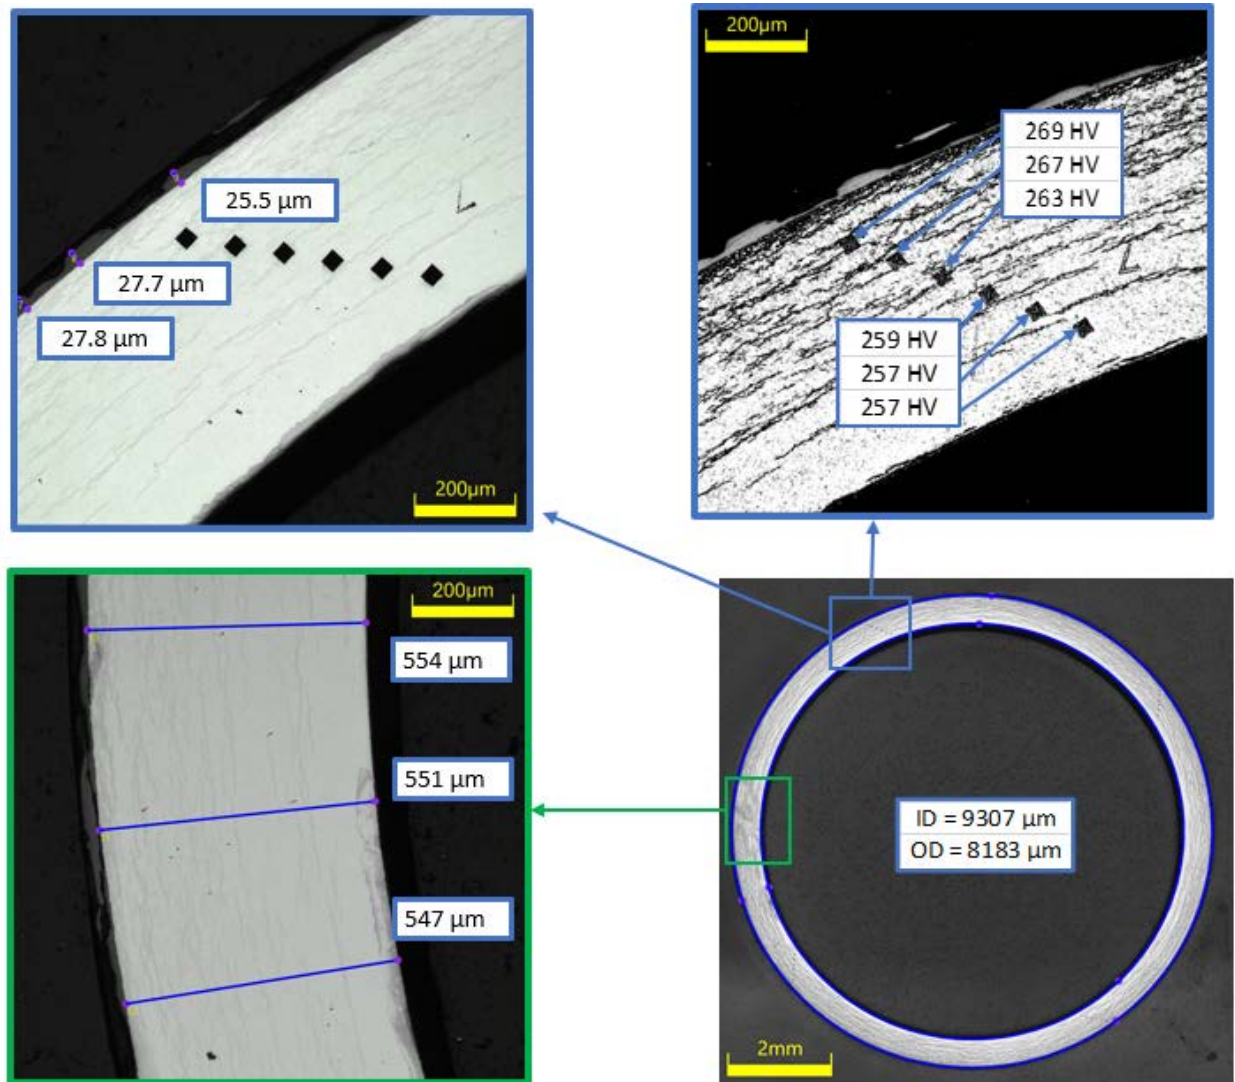 200µm
269 HV
267 HV
263 HV
25.5 µm
27.7 µm
27.8 µm
259 HV
257 HV
257 HV
200µm
200µm
554 µm
551 µm
547 µm
ID = 9307 µm
OD = 8183 µm
2mm